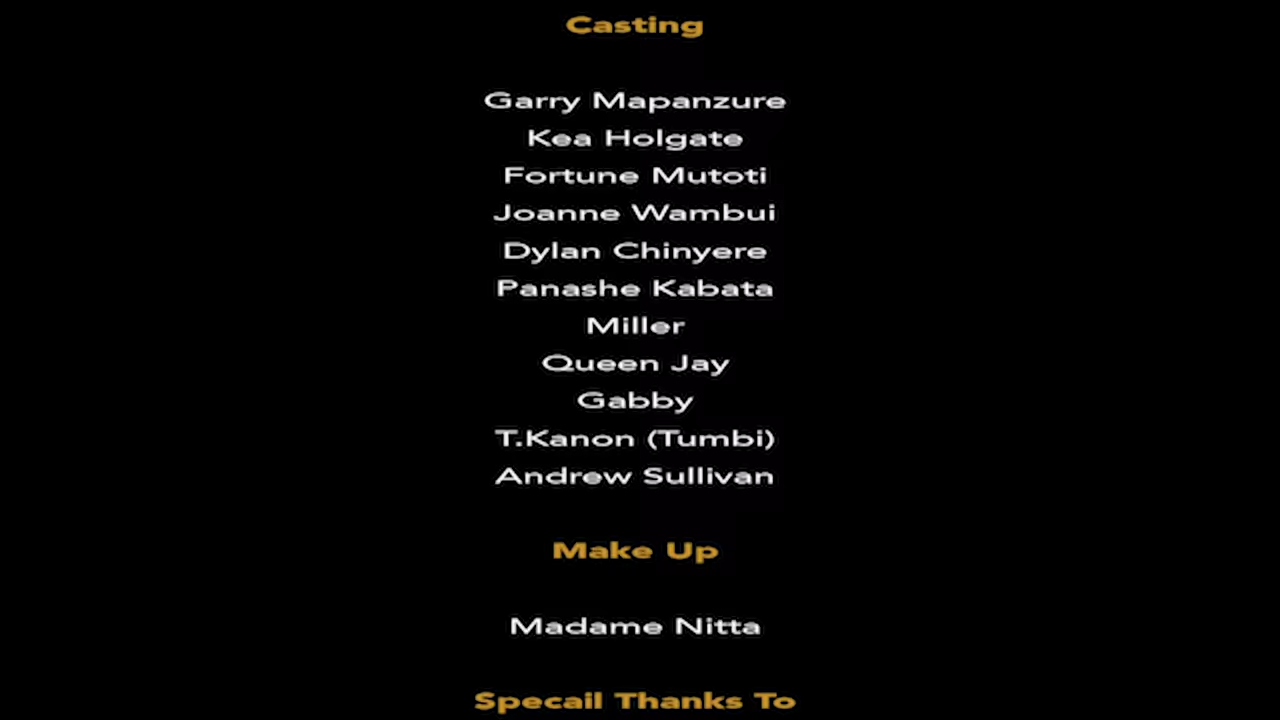 Casting
Garry Mapanzure
Kea Holgate
Fortune Mutoti
Joanne Wambui
Dylan Chinyere
Panashe Kabata
Miller
Queen Jay
Gabby
T.Kanon (Tumbi)
Andrew Sullivan
Make Up
Madame Nitta
Specail Thanks To